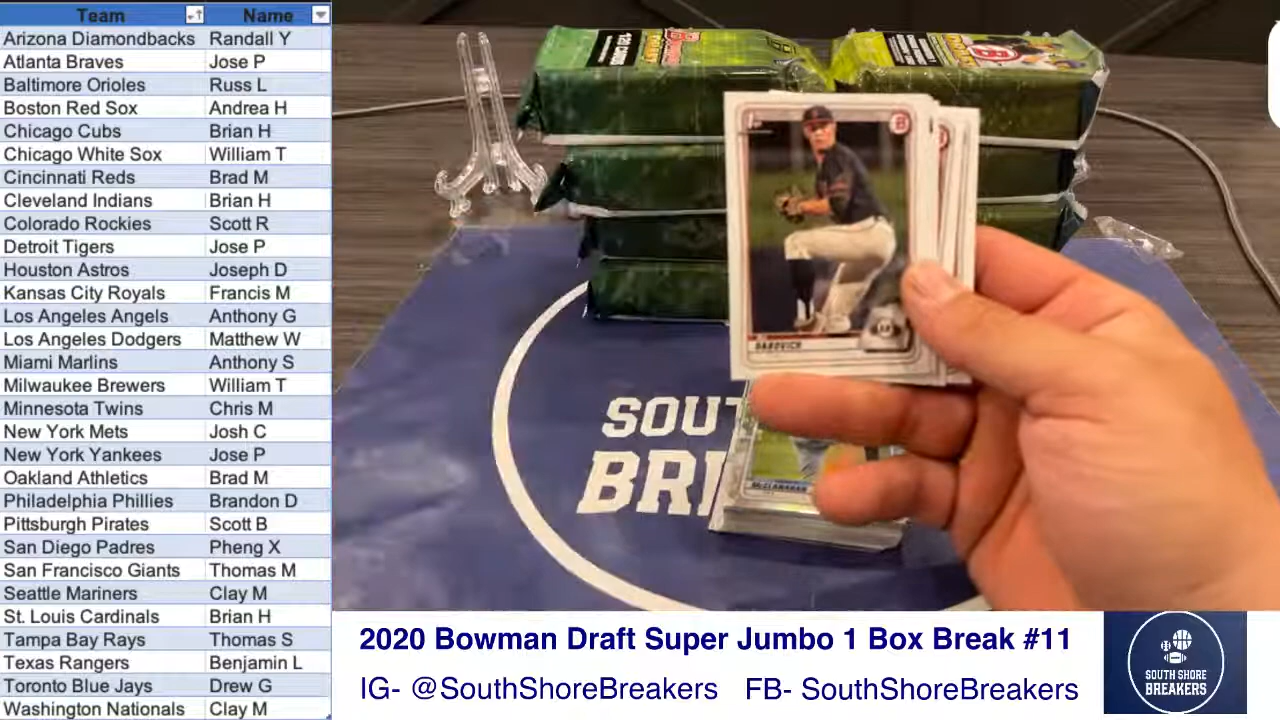 Team Name
Arizona Diamondbacks Randall Y
Atlanta Braves Jose P
Baltimore Orioles Russ L
Boston Red Sox Andrea H
Chicago Cubs Brian H
Chicago White Sox William T
Cincinnati Reds Brad M
Cleveland Indians Brian H
Colorado Rockies Scott R
Detroit Tigers Jose P
Houston Astros Joseph D
Kansas City Royals Francis M
Los Angeles Angels Anthony G
Los Angeles Dodgers Matthew W
Miami Marlins Anthony S
Milwaukee Brewers William T
Minnesota Twins Chris M
New York Mets Josh C
New York Yankees Jose P
Oakland Athletics Brad M
Philadelphia Phillies Brandon D
Pittsburgh Pirates Scott B
San Diego Padres Pheng X
San Francisco Giants Thomas M
Seattle Mariners Clay M
St. Louis Cardinals Brian H
Tampa Bay Rays Thomas S
Texas Rangers Benjamin L
Toronto Blue Jays Drew G
Washington Nationals Clay M
120 CARDS
SOUT
BRE
2020 Bowman Draft Super Jumbo 1 Box Break #11
IG- @SouthShoreBreakers FB- SouthShoreBreakers
SOUTH SHORE
BREAKERS